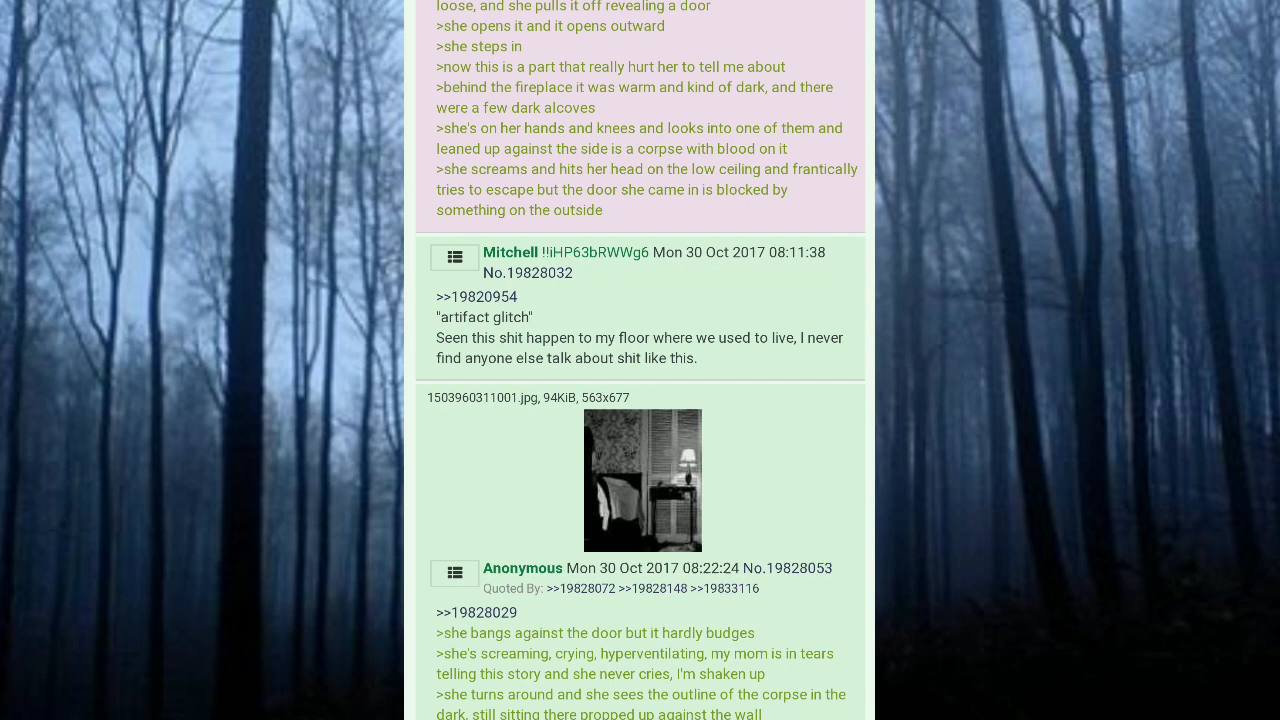 loose, and she pulls it off revealing a door
>she opens it and it opens outward
>she steps in
>now this is a part that really hurt her to tell me about
>behind the fireplace it was warm and kind of dark, and there
were a few dark alcoves
>she's on her hands and knees and looks into one of them and
leaned up against the side is a corpse with blood on it
>she screams and hits her head on the low ceiling and frantically
tries to escape but the door she came in is blocked by
something on the outside
Mitchell !!iHP63bRWWg6 Mon 30 Oct 2017 08:11:38
No.19828032
>>19820954
"artifact glitch"
Seen this shit happen to my floor where we used to live, I never
find anyone else talk about shit like this.
1503960311001.jpg, 94KiB, 563x677
Anonymous Mon 30 Oct 2017 08:22:24 No.19828053
Quoted By: >>19828072 >>19828148 >>19833116
>>19828029
>she bangs against the door but it hardly budges
>she's screaming, crying, hyperventilating, my mom is in tears
telling this story and she never cries, I'm shaken up
>she turns around and she sees the outline of the corpse in the
dark, still sitting there propped up against the wall